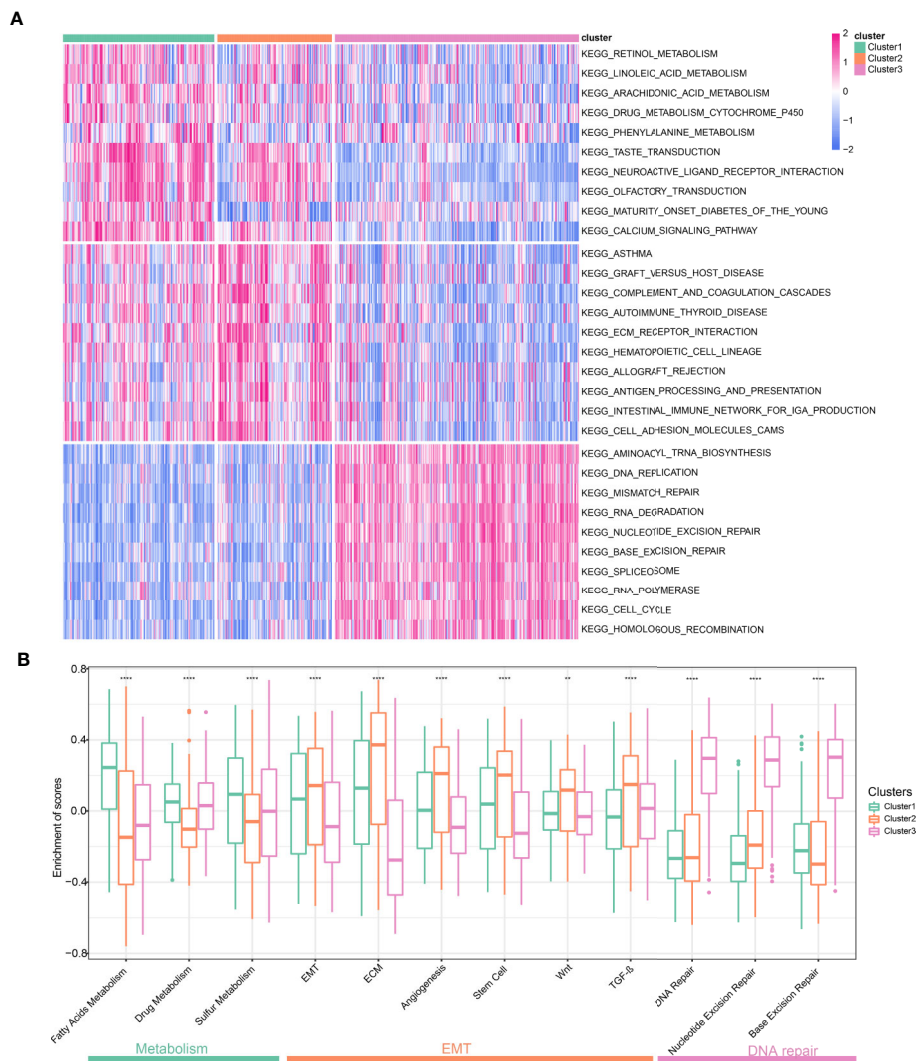 A
cluster
KEGG_RETINOL_METABOLISM
KEGG_LINOLEIC_ACID_METABOLISM
KEGG_ARACHIDONIC_ACID_METABOLISM
KEGG_DRUG_METABOLISM_CYTOCHROME_P450
KEGG_PHENYLALANINE_METABOLISM
KEGG_TASTE_TRANSDUCTION
KEGG_NEUROACTIVE_LIGAND_RECEPTOR_INTERACTION
KEGG_OLFACTORY_TRANSDUCTION
KEGG_MATURITY_ONSET_DIABETES_OF_THE_YOUNG
KEGG_CALCIUM_SIGNALING_PATHWAY
KEGG_ASTHMA
KEGG_GRAFT_VERSUS_HOST_DISEASE
KEGG_COMPLEMENT_AND_COAGULATION_CASCADES
KEGG_AUTOIMMUNE_THYROID_DISEASE
KEGG_ECM_RECEPTOR_INTERACTION
KEGG_HEMATOPOIETIC_CELL_LINEAGE
KEGG_ALLOGRAFT_REJECTION
KEGG_ANTIGEN_PROCESSING_AND_PRESENTATION
KEGG_INTESTINAL_IMMUNE_NETWORK_FOR_IGA_PRODUCTION
KEGG_CELL_ADHESION_MOLECULES_CAMS
KEGG_AMINOACYL_TRNA_BIOSYNTHESIS
KEGG_DNA_REPLICATION
KEGG_MISMATCH_REPAIR
KEGG_RNA_DEGRADATION
KEGG_NUCLEOTIDE_EXCISION_REPAIR
KEGG_BASE_EXCISION_REPAIR
KEGG_SPLICEOSOME
KEGG_RNA_POLYMERASE
KEGG_CELL_CYCLE
KEGG_HOMOLOGOUS_RECOMBINATION
2
1
0
−1
−2
cluster
Cluster1
Cluster2
Cluster3
B
Enrichment of scores
0.8
0.4
0.0
−0.4
−0.8
**** **** **** **** **** **** **** ** **** **** **** ****
Clusters
Cluster1
Cluster2
Cluster3
Fatty Acids Metabolism
Drug Metabolism
Sulfur Metabolism
EMT
ECM
Angiogenesis
Stem Cell
Wnt
TGF-ß
DNA Repair
Nucleotide Excision Repair
Base Excision Repair
Metabolism
EMT
DNA repair